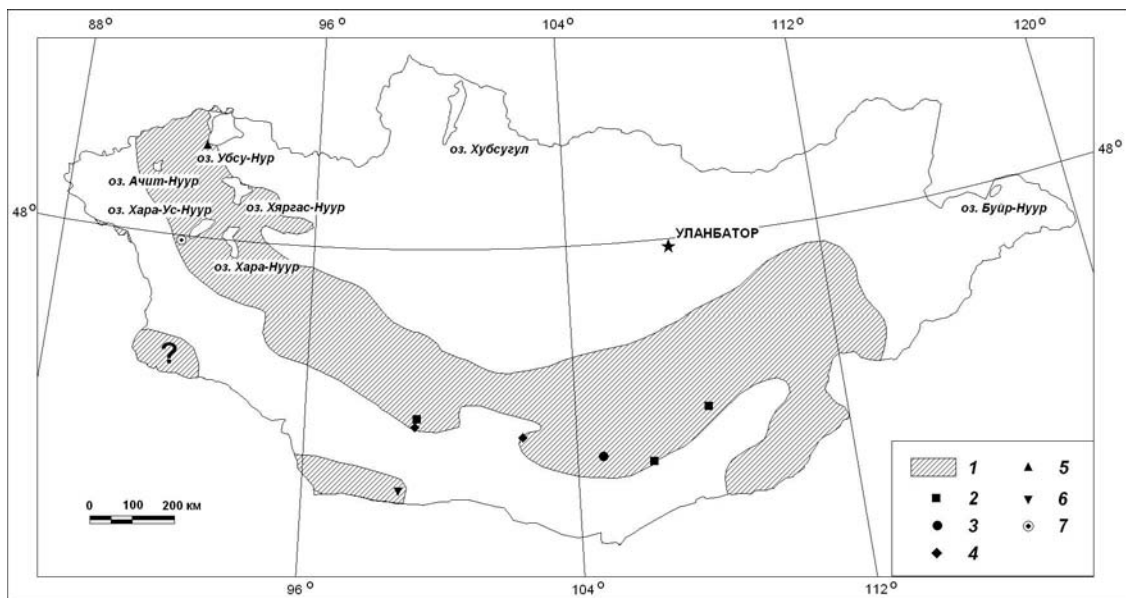 88°
96°
104°
112°
120°
48°
48°
оз. Хубсугул
оз. Убсу-Нур
оз. Ачит-Нуур
оз. Хара-Ус-Нуур
оз. Хяргас-Нуур
оз. Буйр-Нуур
УЛАНБАТОР
оз. Хара-Нуур
?
0 100 200 КМ
1
2
3
4
5
6
7
96°
104°
112°